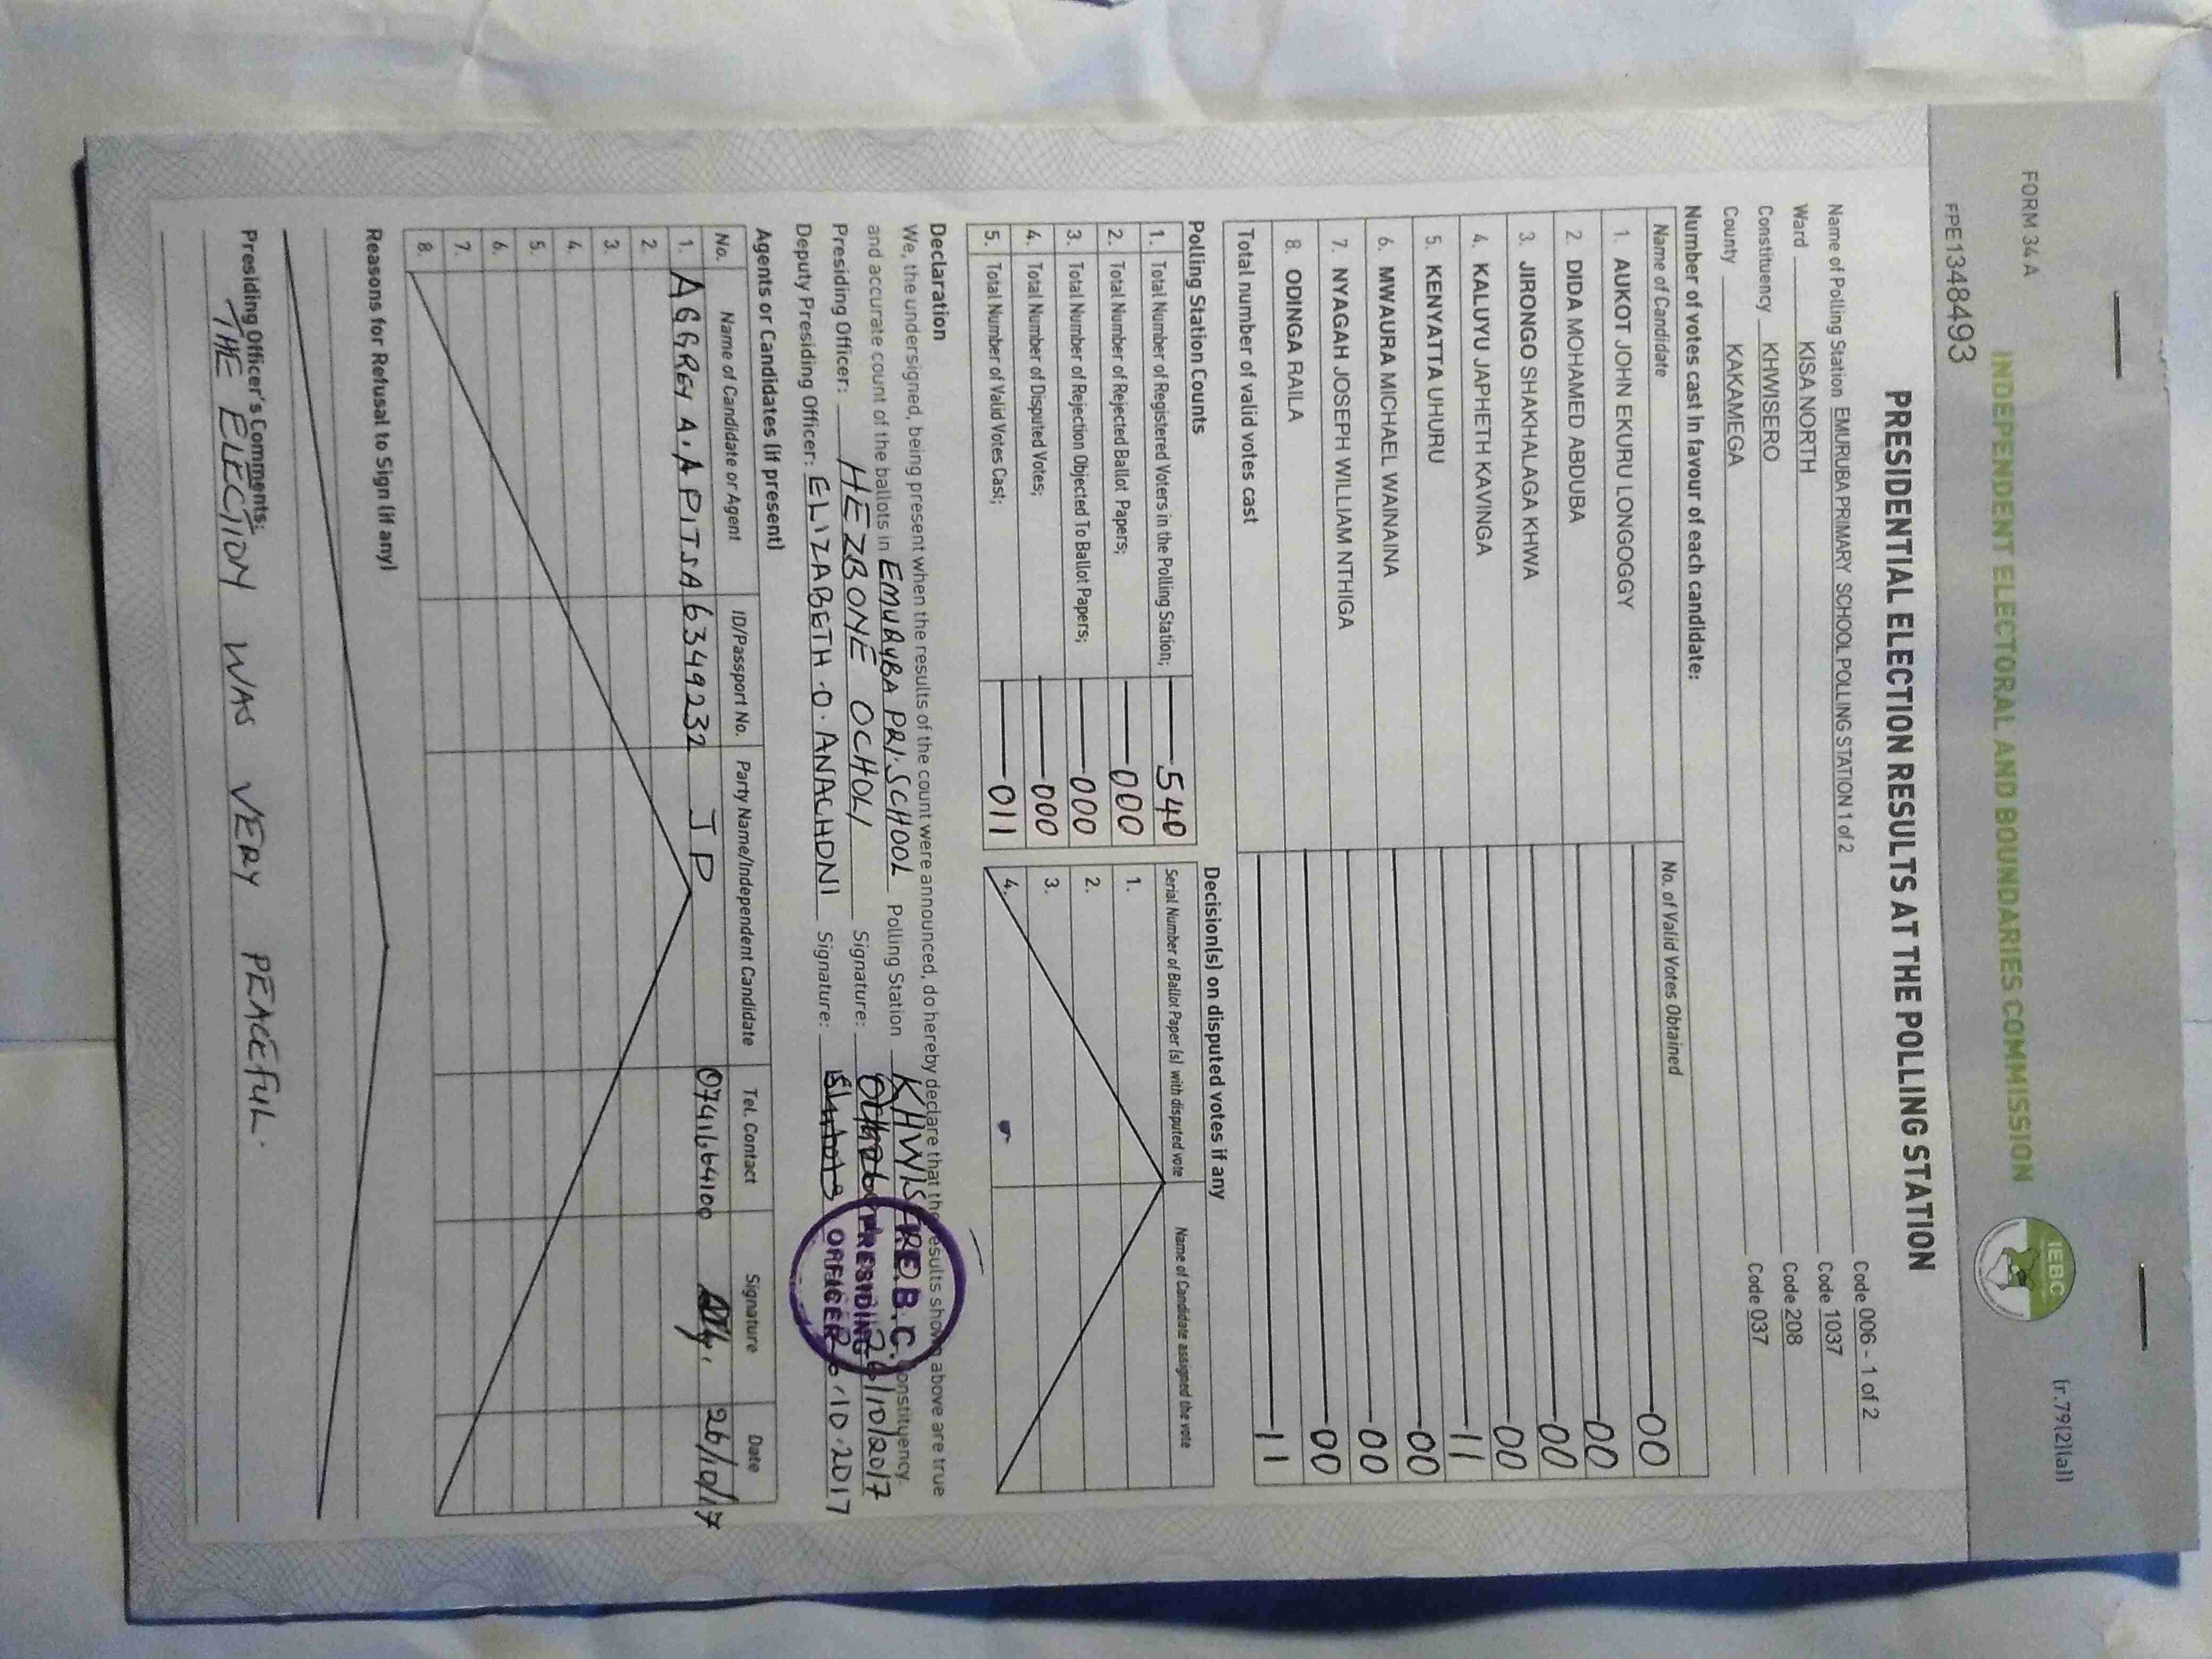 FORM 34 A
(r.79(2)(a))
INDEPENDENT ELECTORAL AND BOUNDARIES COMMISSION
IEBC
FPE1348493
PRESIDENTIAL ELECTION RESULTS AT THE POLLING STATION
Name of Polling Station EMURUBA PRIMARY SCHOOL POLLING STATION 1 of 2 Code 006 - 1 of 2
Ward KISA NORTH Code 1037
Constituency KHWISERO Code 208
County KAKAMEGA Code 037
Number of votes cast in favour of each candidate:
Name of Candidate No. of Valid Votes Obtained
1. AUKOT JOHN EKURU LONGOGGY 00
2. DIDA MOHAMED ABDUBA 00
3. JIRONGO SHAKHALAGA KHWA 00
4. KALUYU JAPHETH KAVINGA 00
5. KENYATTA UHURU 11
6. MWAURA MICHAEL WAINAINA 00
7. NYAGAH JOSEPH WILLIAM NTHIGA 00
8. ODINGA RAILA 00
Total number of valid votes cast 11
Polling Station Counts
1. Total Number of Registered Voters in the Polling Station; 540
2. Total Number of Rejected Ballot Papers; 000
3. Total Number of Rejection Objected To Ballot Papers; 000
4. Total Number of Disputed Votes; 000
5. Total Number of Valid Votes Cast; 011
Decision(s) on disputed votes if any
Serial Number of Ballot Paper (s) with disputed vote Name of Candidate assigned the vote
1.
2.
3.
4.
Declaration
We, the undersigned, being present when the results of the count were announced, do hereby declare that the results shown above are true
and accurate count of the ballots in EMURUBA PRI. SCHOOL Polling Station KHWISERO Constituency.
Presiding Officer: HEZBONE OCHOLI Signature: 26/10/2017
Deputy Presiding Officer: ELIZABETH .O. ANACHONI Signature: 26.10.2017
I.E.B.C.
PRESIDING
OFFICER
Agents or Candidates (if present)
No. Name of Candidate or Agent ID/Passport No. Party Name/Independent Candidate Tel. Contact Signature Date
1. AGGREY A. APITSA 6349232 JP 0741664100 26/10/17
2.
3.
4.
5.
6.
7.
8.
Reasons for Refusal to Sign (if any)
Presiding Officer's Comments:
THE ELECTION WAS VERY PEACEFUL.